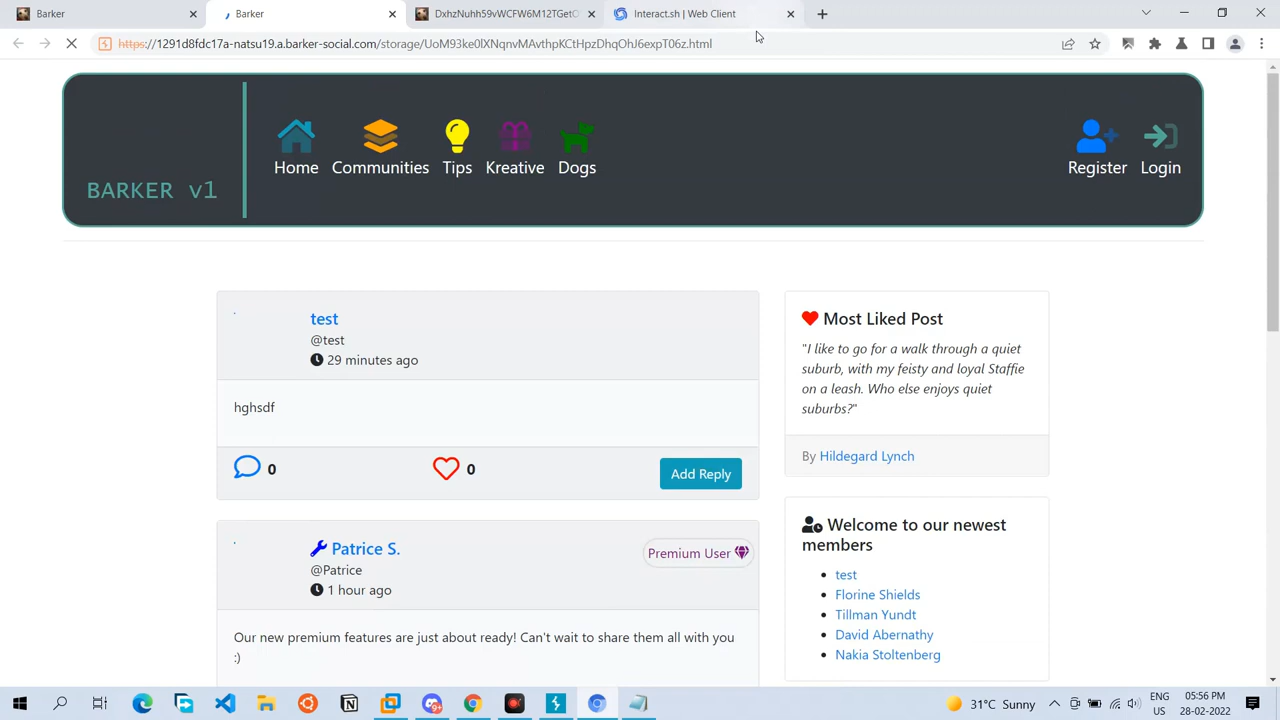 Barker
Barker
DxhzNuhh59vWCFW6M12TGetO
Interact.sh | Web Client
https://1291d8fdc17a-natsu19.a.barker-social.com/storage/UoM93ke0lXNqnvMAvthpKCtHpzDhqOhJ6expT06z.html
BARKER v1
Home
Communities
Tips
Kreative
Dogs
Register
Login
test
@test
29 minutes ago
hghsdf
0
0
Add Reply
Patrice S.
Premium User
@Patrice
1 hour ago
Our new premium features are just about ready! Can't wait to share them all with you
:)
Most Liked Post
"I like to go for a walk through a quiet
suburb, with my feisty and loyal Staffie
on a leash. Who else enjoys quiet
suburbs?"
By Hildegard Lynch
Welcome to our newest
members
test
Florine Shields
Tillman Yundt
David Abernathy
Nakia Stoltenberg
31°C Sunny
ENG
US
05:56 PM
28-02-2022